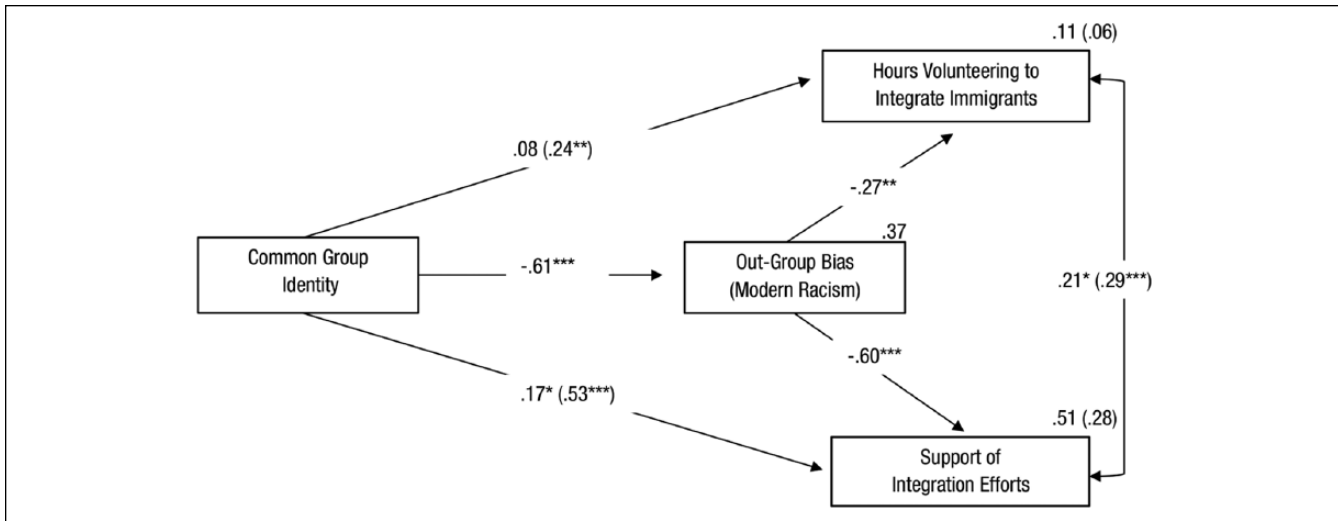 .11 (.06)
Hours Volunteering to
Integrate Immigrants
.08 (.24**)
-.27**
.37
Common Group
Identity
-.61***
Out-Group Bias
(Modern Racism)
.21* (.29***)
-.60***
.17* (.53***)
.51 (.28)
Support of
Integration Efforts